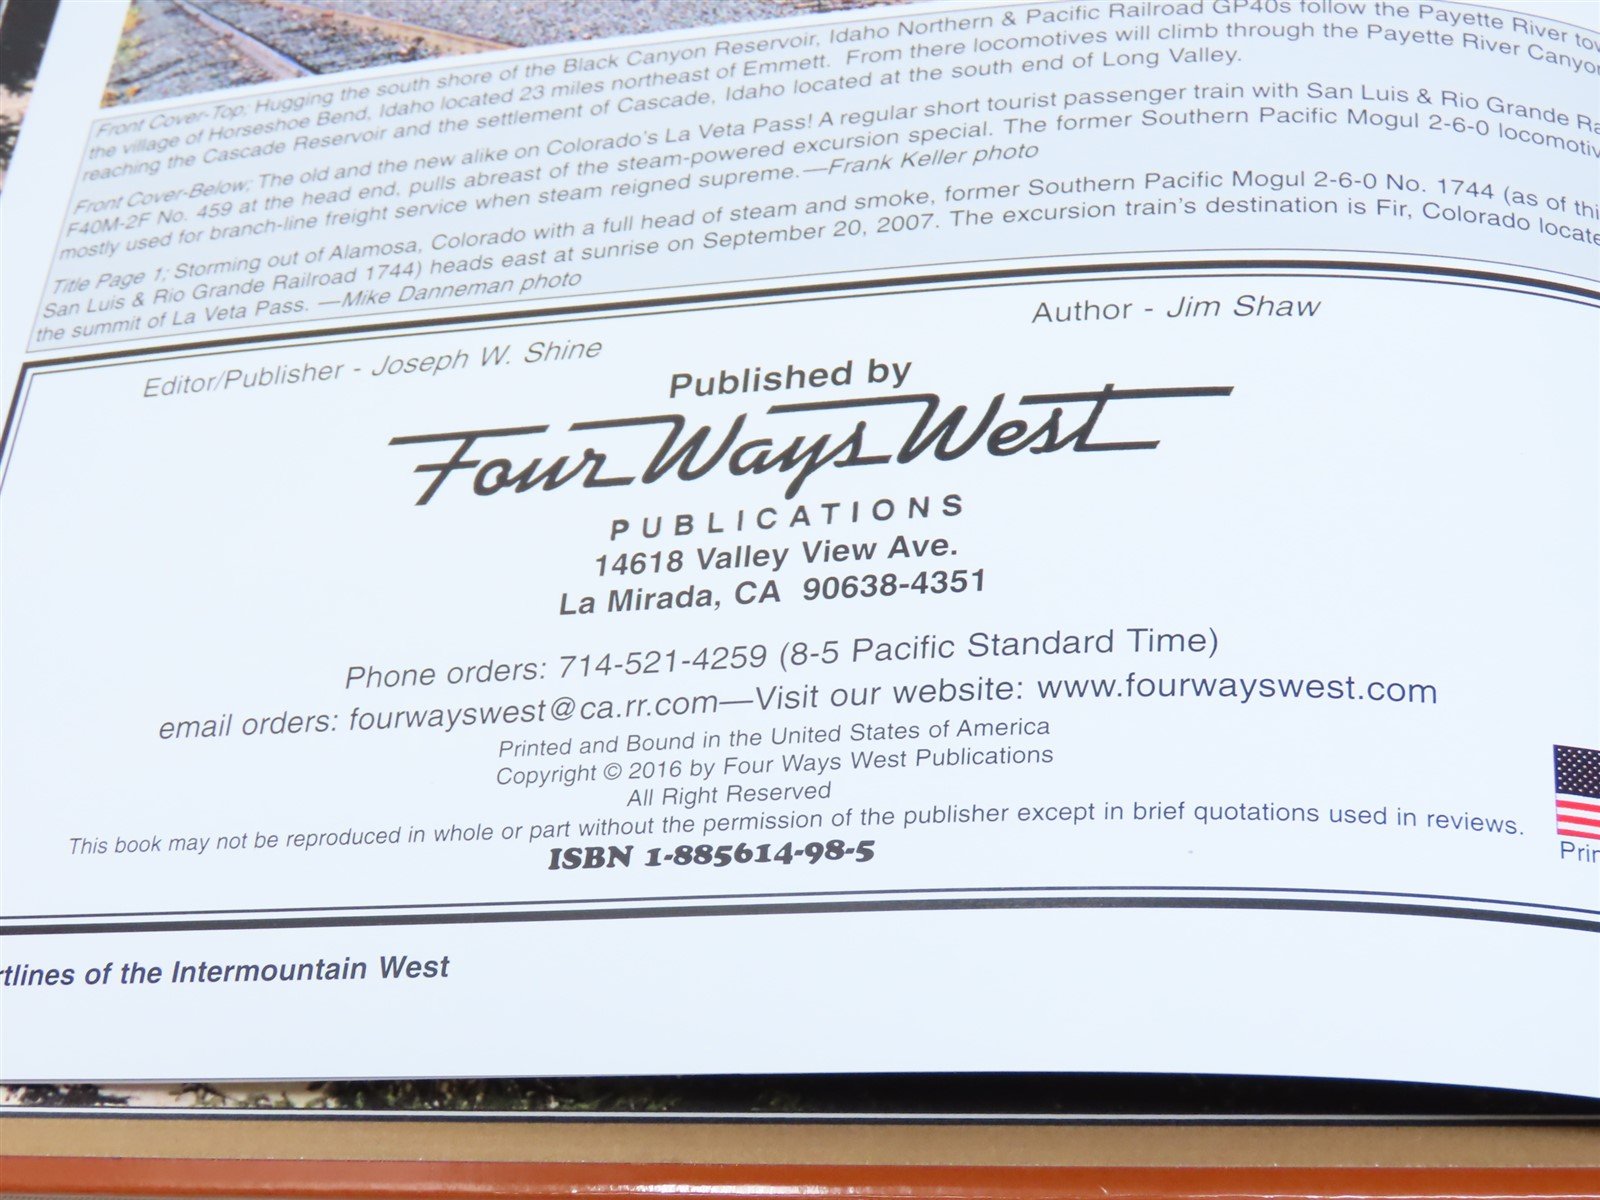 Front Cover-Top: Hugging the south shore of the Black Canyon Reservoir, Idaho Northern & Pacific Railroad GP40s follow the Payette River
the village of Horseshoe Bend, Idaho located 23 miles northeast of Emmett. From there locomotives will climb through the Payette River Canyon
reaching the Cascade Reservoir and the settlement of Cascade, Idaho located at the south end of Long Valley.
Front Cover-Below; The old and the new alike on Colorado's La Veta Pass! A regular short tourist passenger train with San Luis & Rio Grande
F40M-2F No. 459 at the head end, pulls abreast of the steam-powered excursion special. The former Southern Pacific Mogul 2-6-0
mostly used for branch-line freight service when steam reigned supreme.—Frank Keller photo
Title Page 1; Storming out of Alamosa, Colorado with a full head of steam and smoke, former Southern Pacific Mogul 2-6-0 No. 1744 (as of
San Luis & Rio Grande Railroad 1744) heads east at sunrise on September 20, 2007. The excursion train's destination is Fir, Colorado
the summit of La Veta Pass. —Mike Danneman photo
Editor/Publisher - Joseph W. Shine
Author - Jim Shaw
Published by
Four Ways West
PUBLICATIONS
14618 Valley View Ave.
La Mirada, CA 90638-4351
Phone orders: 714-521-4259 (8-5 Pacific Standard Time)
email orders: fourwayswest@ca.rr.com—Visit our website: www.fourwayswest.com
Printed and Bound in the United States of America
Copyright © 2016 by Four Ways West Publications
All Right Reserved
This book may not be reproduced in whole or part without the permission of the publisher except in brief quotations used in reviews.
ISBN 1-885614-98-5
rtlines of the Intermountain West